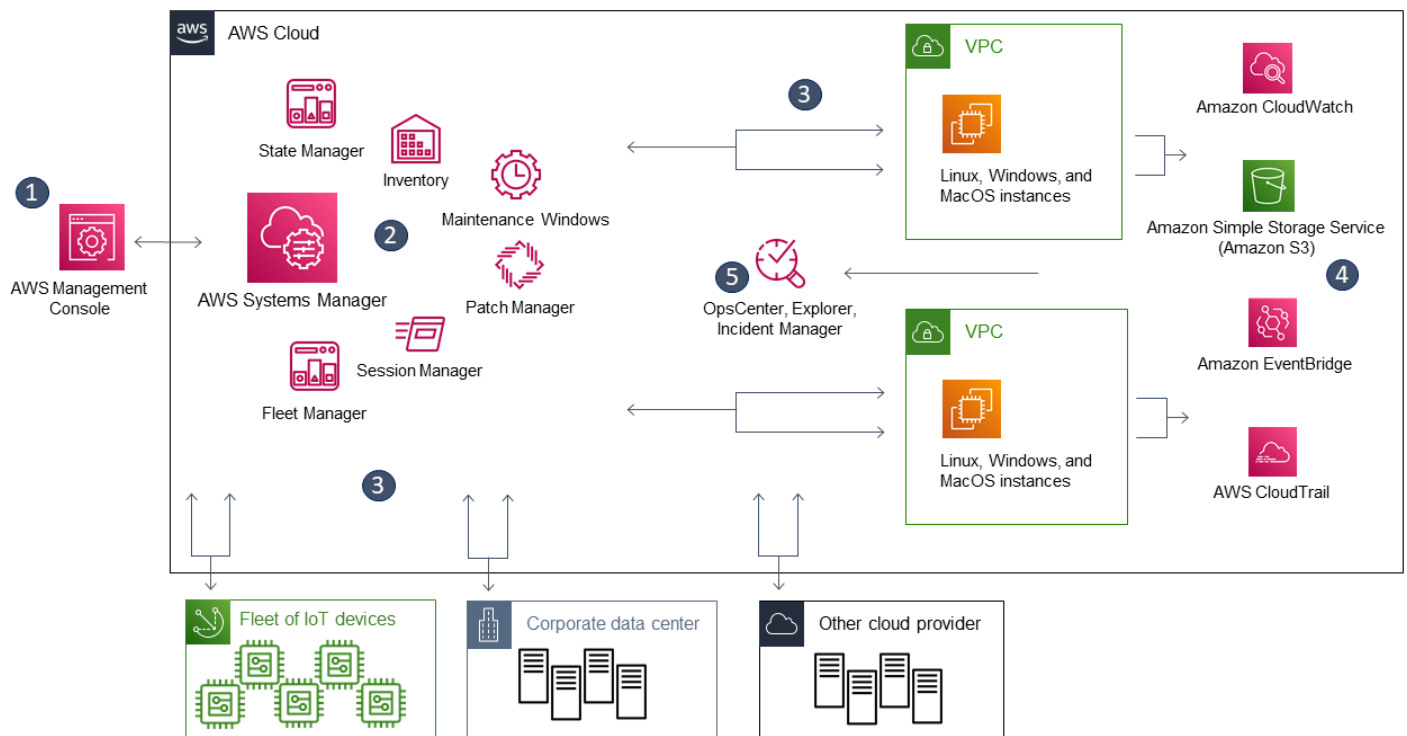 aws
AWS Cloud
State Manager
Inventory
Maintenance Windows
1
AWS Management
Console
AWS Systems Manager
2
Patch Manager
Session Manager
Fleet Manager
3
3
VPC
Linux, Windows, and
MacOS instances
5
OpsCenter, Explorer,
Incident Manager
VPC
Linux, Windows, and
MacOS instances
Amazon CloudWatch
Amazon Simple Storage Service
(Amazon S3)
4
Amazon EventBridge
AWS CloudTrail
Fleet of IoT devices
Corporate data center
Other cloud provider